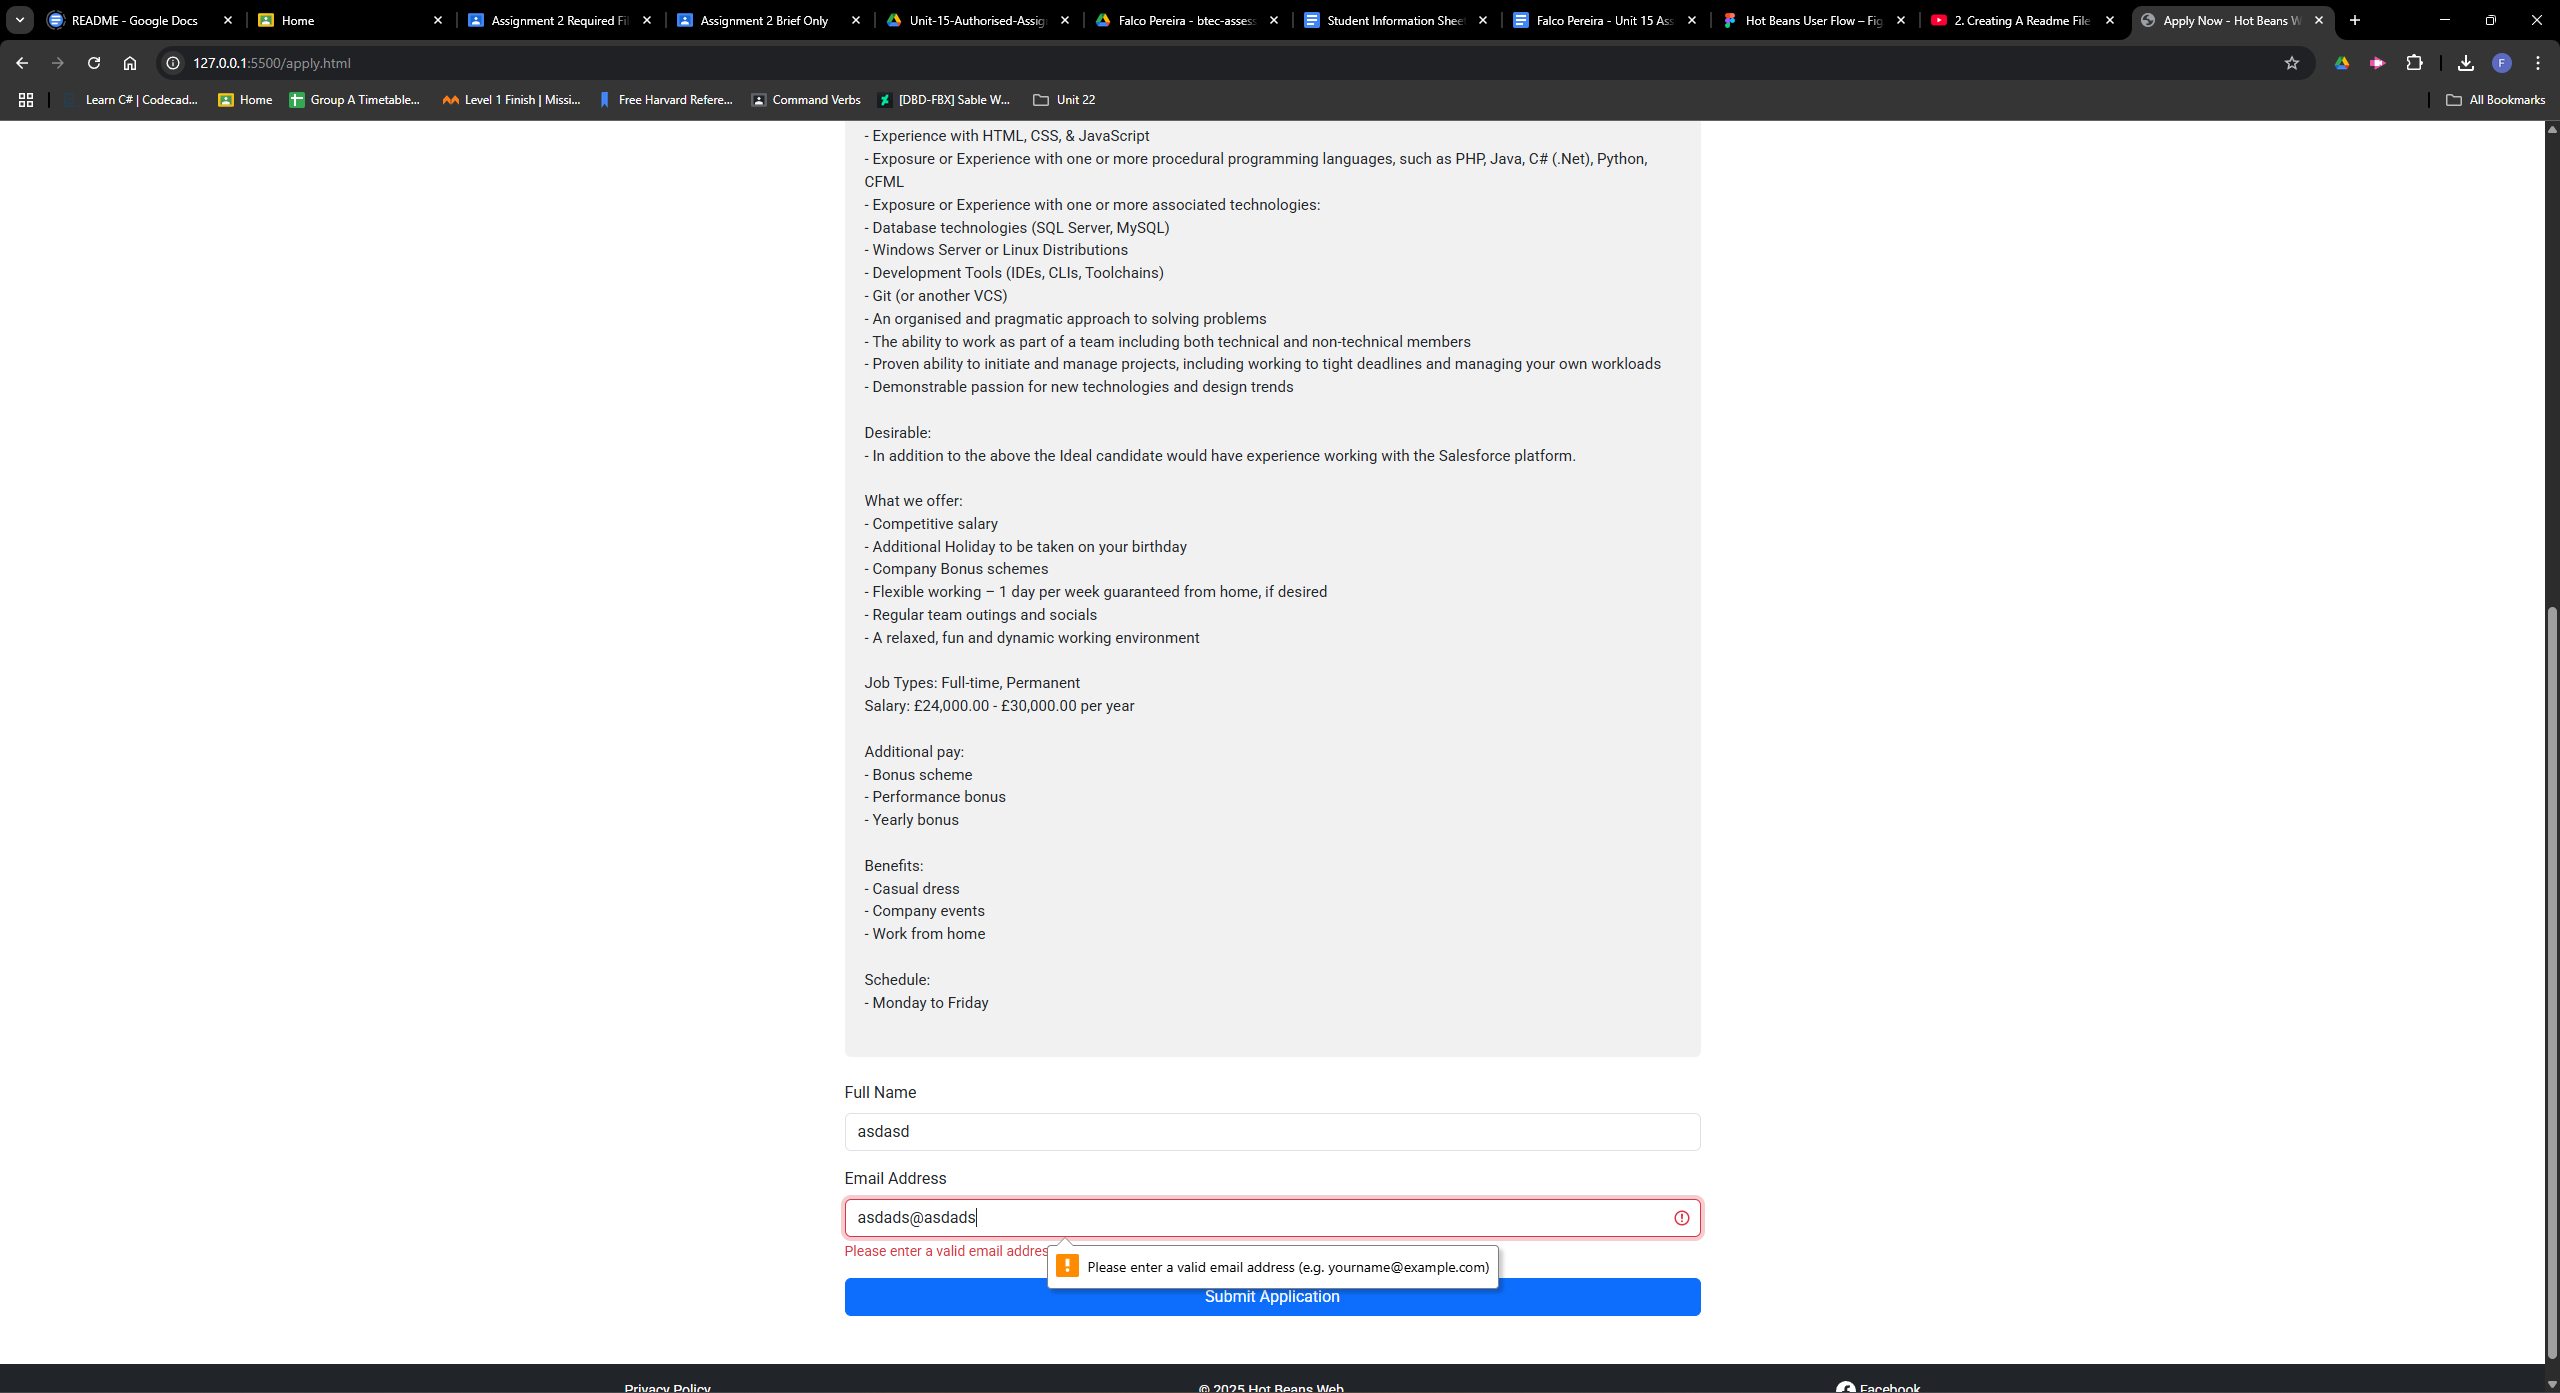 README - Google Docs
Home
Assignment 2 Required Fi
Assignment 2 Brief Only
Unit-15-Authorised-Assig
Falco Pereira - btec-assess
Student Information Sheet
Falco Pereira - Unit 15 Ass
Hot Beans User Flow – Fig
2. Creating A Readme File
Apply Now - Hot Beans W
127.0.0.1:5500/apply.html
F
Learn C# | Codecad...
Home
Group A Timetable...
Level 1 Finish | Missi...
Free Harvard Refere...
Command Verbs
[DBD-FBX] Sable W...
Unit 22
All Bookmarks
- Experience with HTML, CSS, & JavaScript
- Exposure or Experience with one or more procedural programming languages, such as PHP, Java, C# (.Net), Python,
CFML
- Exposure or Experience with one or more associated technologies:
- Database technologies (SQL Server, MySQL)
- Windows Server or Linux Distributions
- Development Tools (IDEs, CLIs, Toolchains)
- Git (or another VCS)
- An organised and pragmatic approach to solving problems
- The ability to work as part of a team including both technical and non-technical members
- Proven ability to initiate and manage projects, including working to tight deadlines and managing your own workloads
- Demonstrable passion for new technologies and design trends
Desirable:
- In addition to the above the Ideal candidate would have experience working with the Salesforce platform.
What we offer:
- Competitive salary
- Additional Holiday to be taken on your birthday
- Company Bonus schemes
- Flexible working – 1 day per week guaranteed from home, if desired
- Regular team outings and socials
- A relaxed, fun and dynamic working environment
Job Types: Full-time, Permanent
Salary: £24,000.00 - £30,000.00 per year
Additional pay:
- Bonus scheme
- Performance bonus
- Yearly bonus
Benefits:
- Casual dress
- Company events
- Work from home
Schedule:
- Monday to Friday
Full Name
asdasd
Email Address
asdads@asdads
Please enter a valid email addres
Please enter a valid email address (e.g. yourname@example.com)
Submit Application
Privacy Policy
© 2025 Hot Beans Web
Facebook